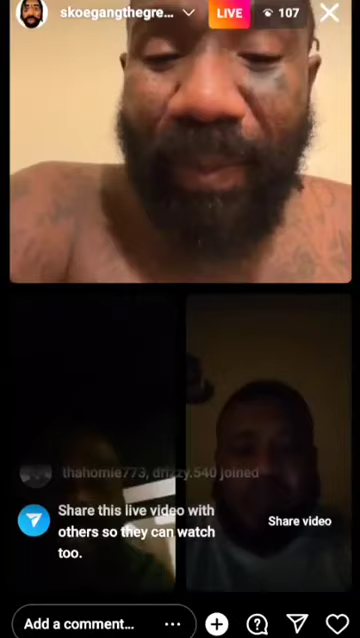 skoegangthegre...
LIVE
107
thahomie773, drizzy.540 joined
Share this live video with
others so they can watch
too.
Share video
Add a comment...